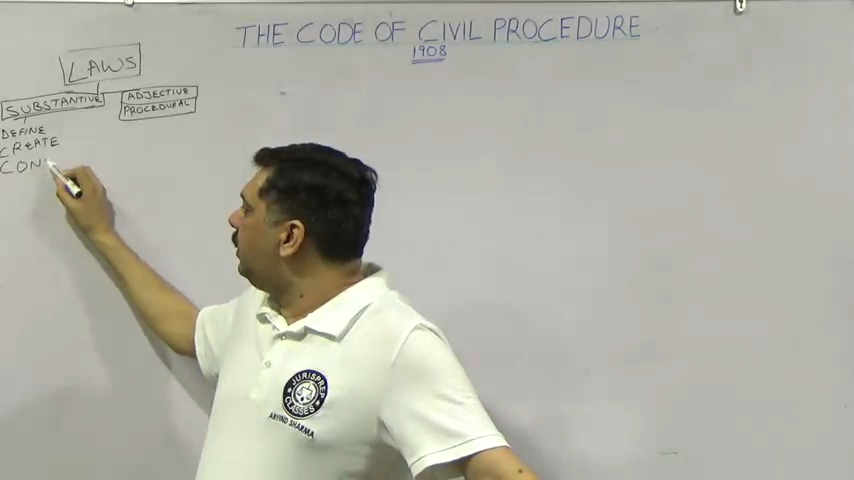 THE CODE OF CIVIL PROCEDURE
1908
LAWS
SUBSTANTIVE
ADJECTIVE
PROCEDURAL
DEFINE
CREATE
CON
JURISPREP
CLASSES
ARVIND SHARMA